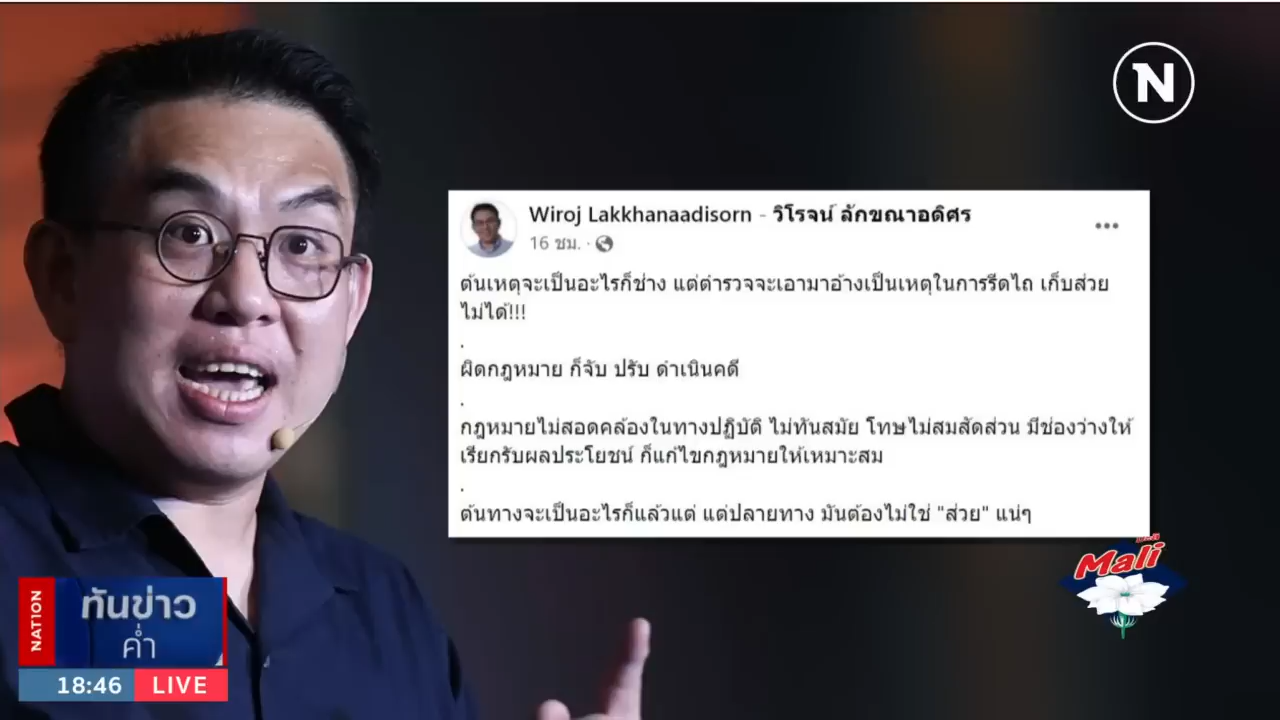 N
Wiroj Lakkhanaadisorn - วิโรจน์ ลักขณาอดิศร
16 ชม.
ต้นเหตุจะเป็นอะไรก็ช่าง แต่ตำรวจจะเอามาอ้างเป็นเหตุในการรีดไถ เก็บส่วย
ไม่ได้!!!
.
ผิดกฎหมาย ก็จับ ปรับ ดำเนินคดี
.
กฎหมายไม่สอดคล้องในทางปฏิบัติ ไม่ทันสมัย โทษไม่สมสัดส่วน มีช่องว่างให้
เรียกรับผลประโยชน์ ก็แก้ไขกฎหมายให้เหมาะสม
.
ต้นทางจะเป็นอะไรก็แล้วแต่ แต่ปลายทาง มันต้องไม่ใช่ "ส่วย" แน่ๆ
Mali
NATION
ทันข่าว
ค่ำ
18:46 LIVE